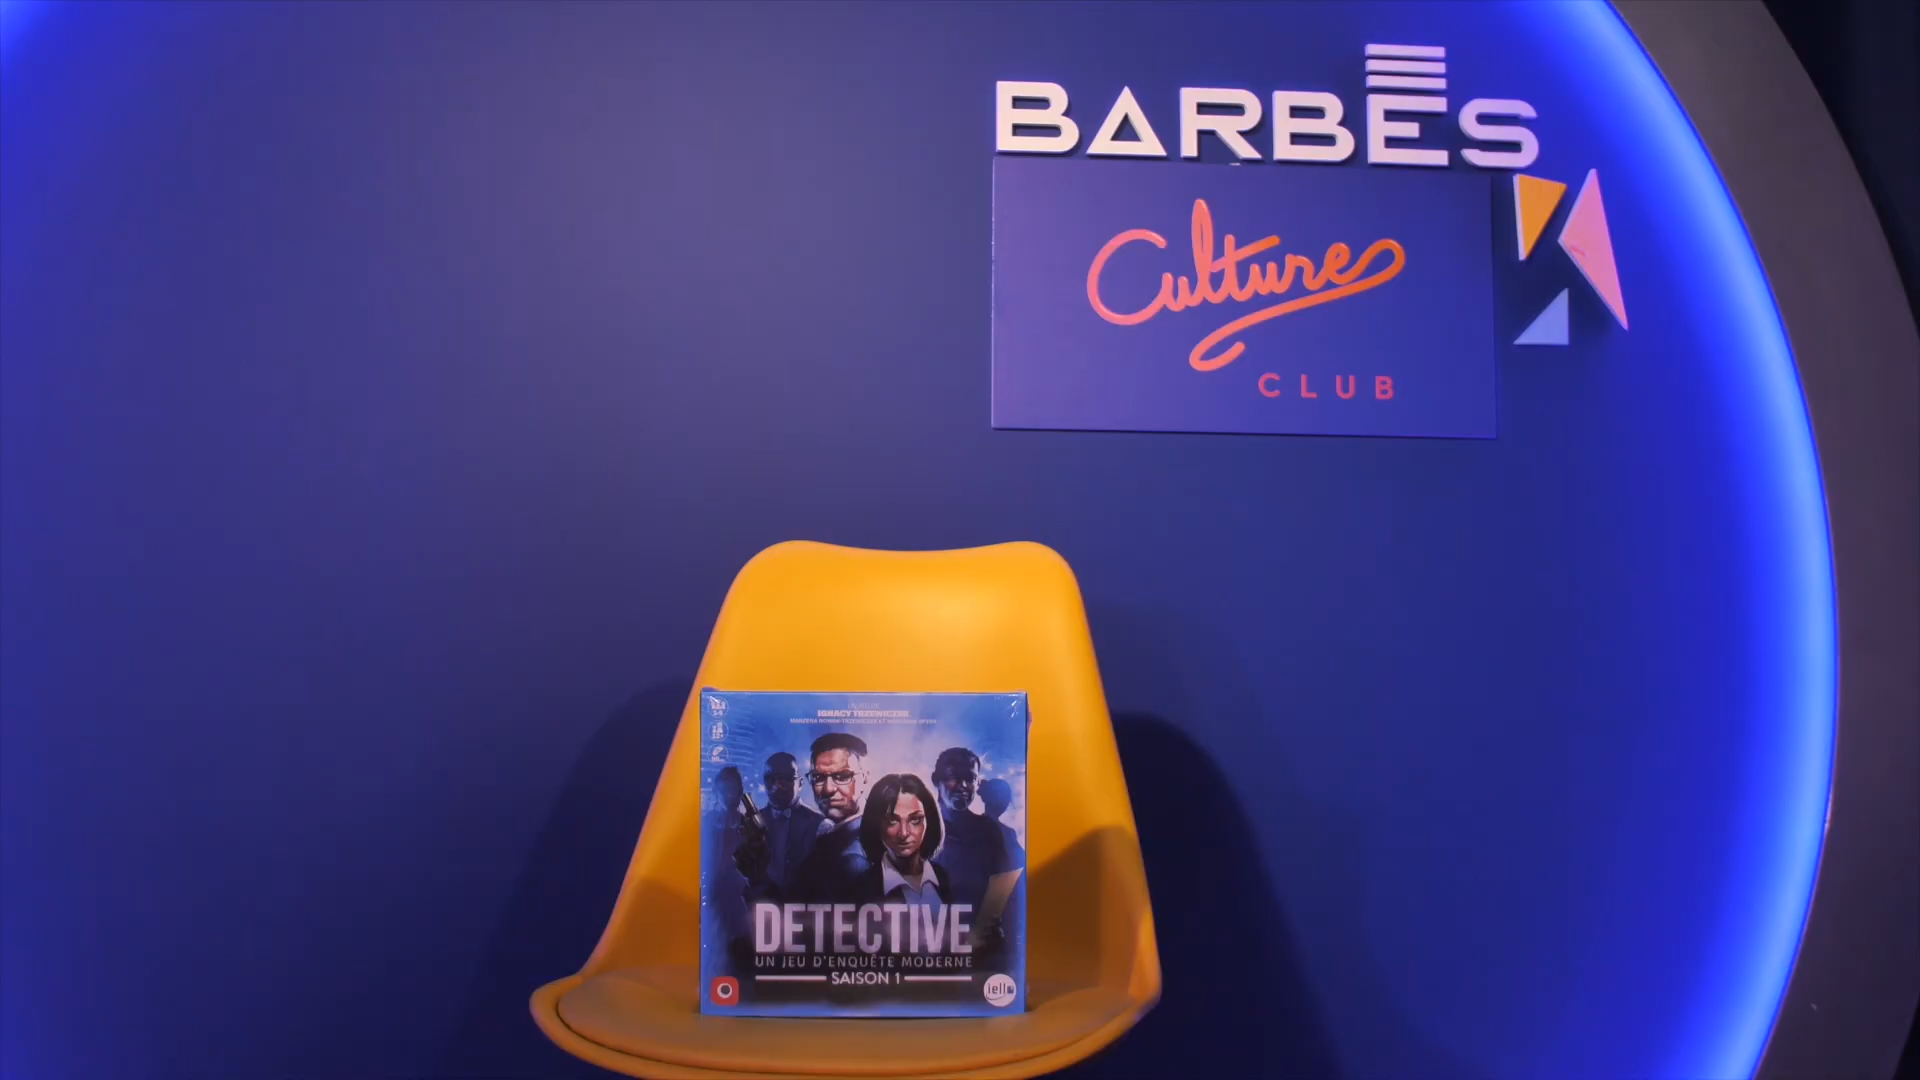 BARBÈS
Culture
CLUB
IGNACY TRZEWICZEK
DETECTIVE
UN JEU D'ENQUÊTE MODERNE
SAISON 1
iello